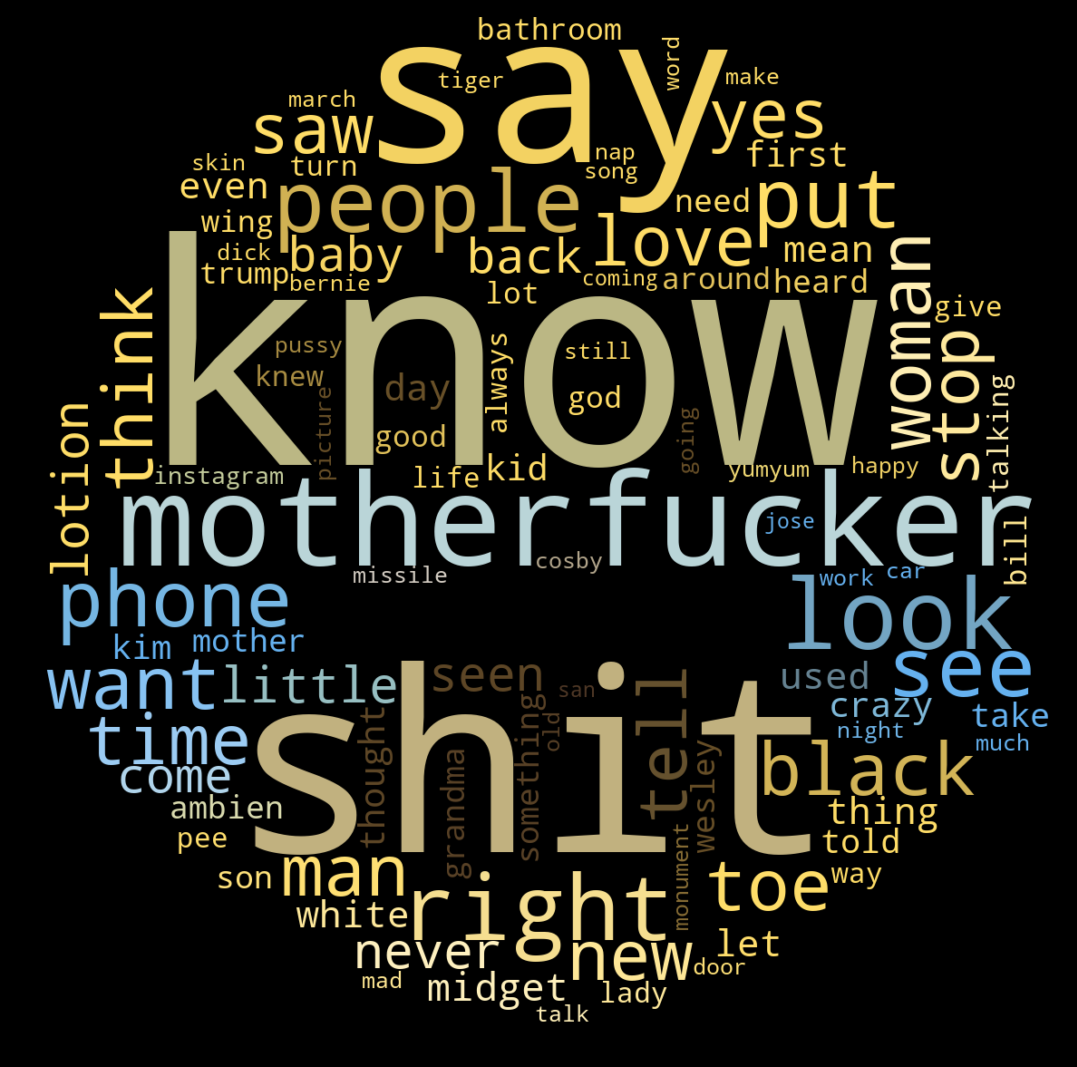 bathroom
say
word
tiger
make
march
saw
yes
nap
first
skin
turn
song
even
people
need
put
wing
love
dick
baby
back
mean
trump
bernie
coming
around
heard
lot
know
woman
think
give
always
stop
pussy
still
knew
day
god
talking
picture
good
going
lotion
instagram
life
kid
yumyum
happy
motherfucker
jose
bill
missile
cosby
work
car
phone
look
kim
mother
see
want
little
seen
san
used
tell
crazy
take
time
shit
thought
something
old
night
much
come
grandma
wesley
black
ambien
monument
thing
pee
told
son
man
right
toe
way
white
never
new
let
mad
midget
lady
door
talk